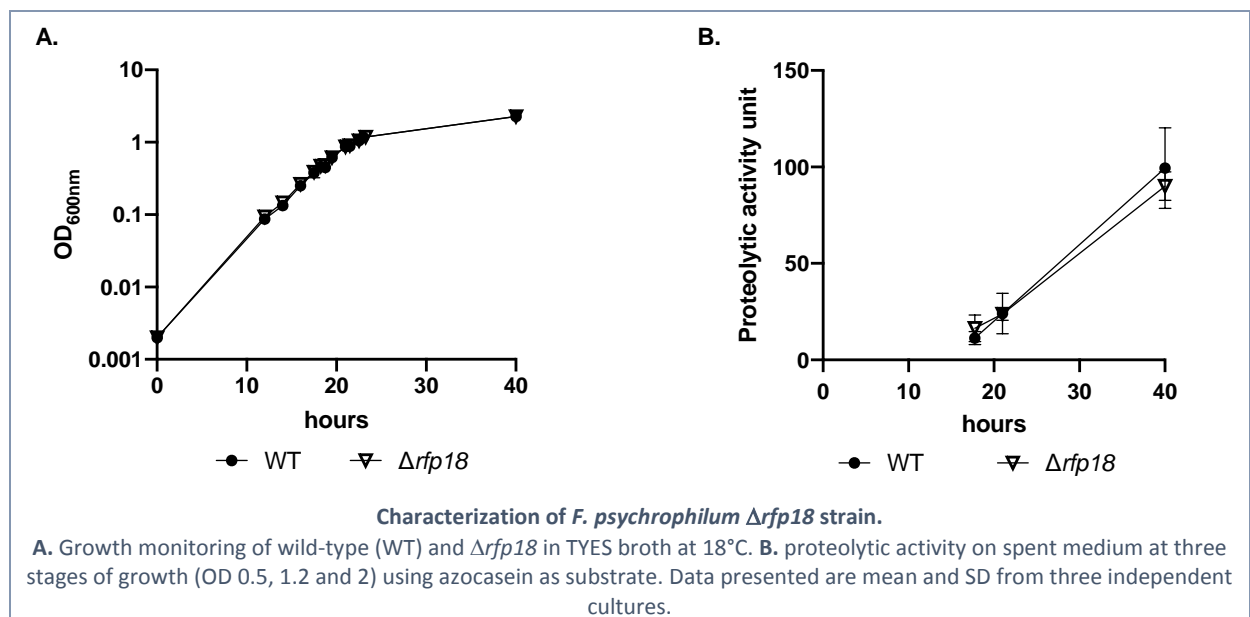 A.
B.
10
1
0.1
0.01
0.001
OD600nm
0 10 20 30 40
hours
WT Δrfp18
150
100
50
0
Proteolytic activity unit
0 10 20 30 40
hours
WT Δrfp18
Characterization of F. psychrophilum Δrfp18 strain.
A. Growth monitoring of wild-type (WT) and Δrfp18 in TYES broth at 18°C. B. proteolytic activity on spent medium at three
stages of growth (OD 0.5, 1.2 and 2) using azocasein as substrate. Data presented are mean and SD from three independent
cultures.